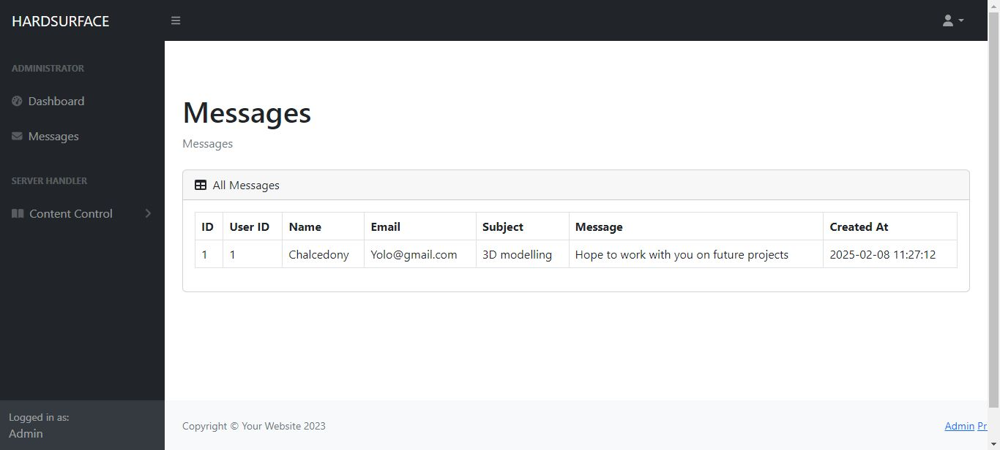 HARDSURFACE
ADMINISTRATOR
Dashboard
Messages
SERVER HANDLER
Content Control
Logged in as:
Admin
Messages
Messages
All Messages
ID User ID Name Email Subject Message Created At
1 1 Chalcedony Yolo@gmail.com 3D modelling Hope to work with you on future projects 2025-02-08 11:27:12
Copyright © Your Website 2023
Admin Pr